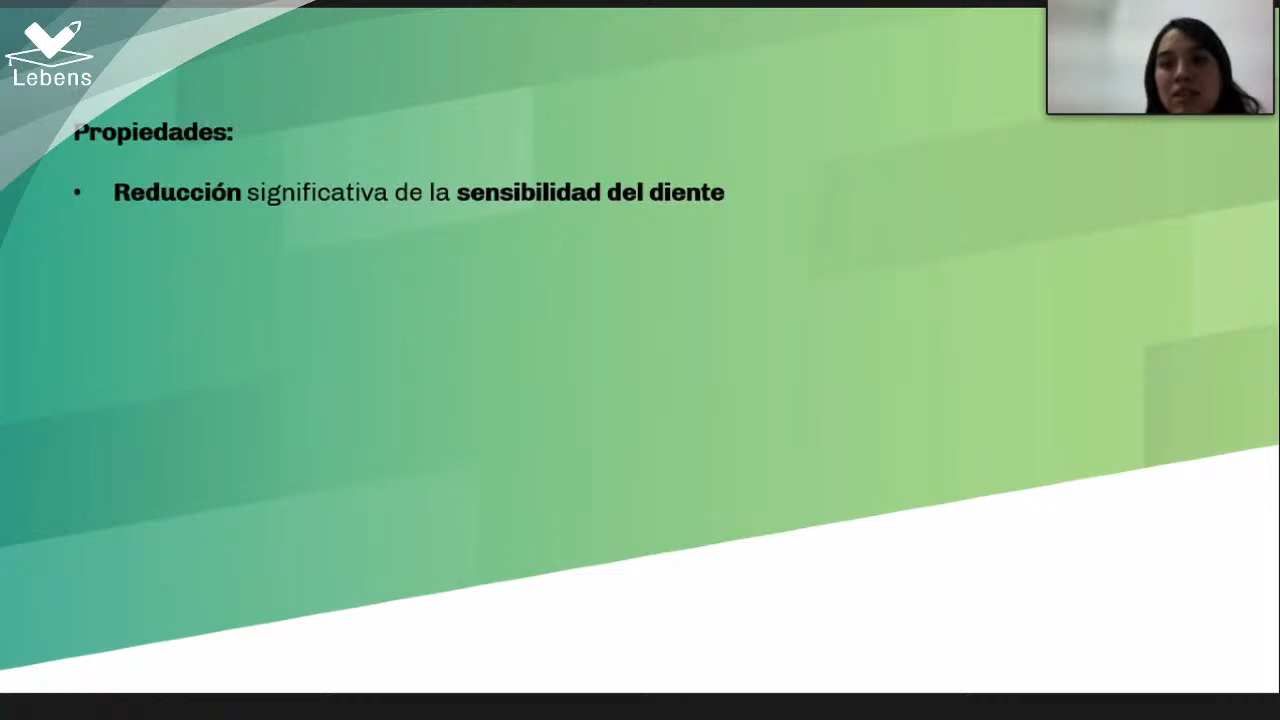 Lebens
Propiedades:
• Reducción significativa de la sensibilidad del diente